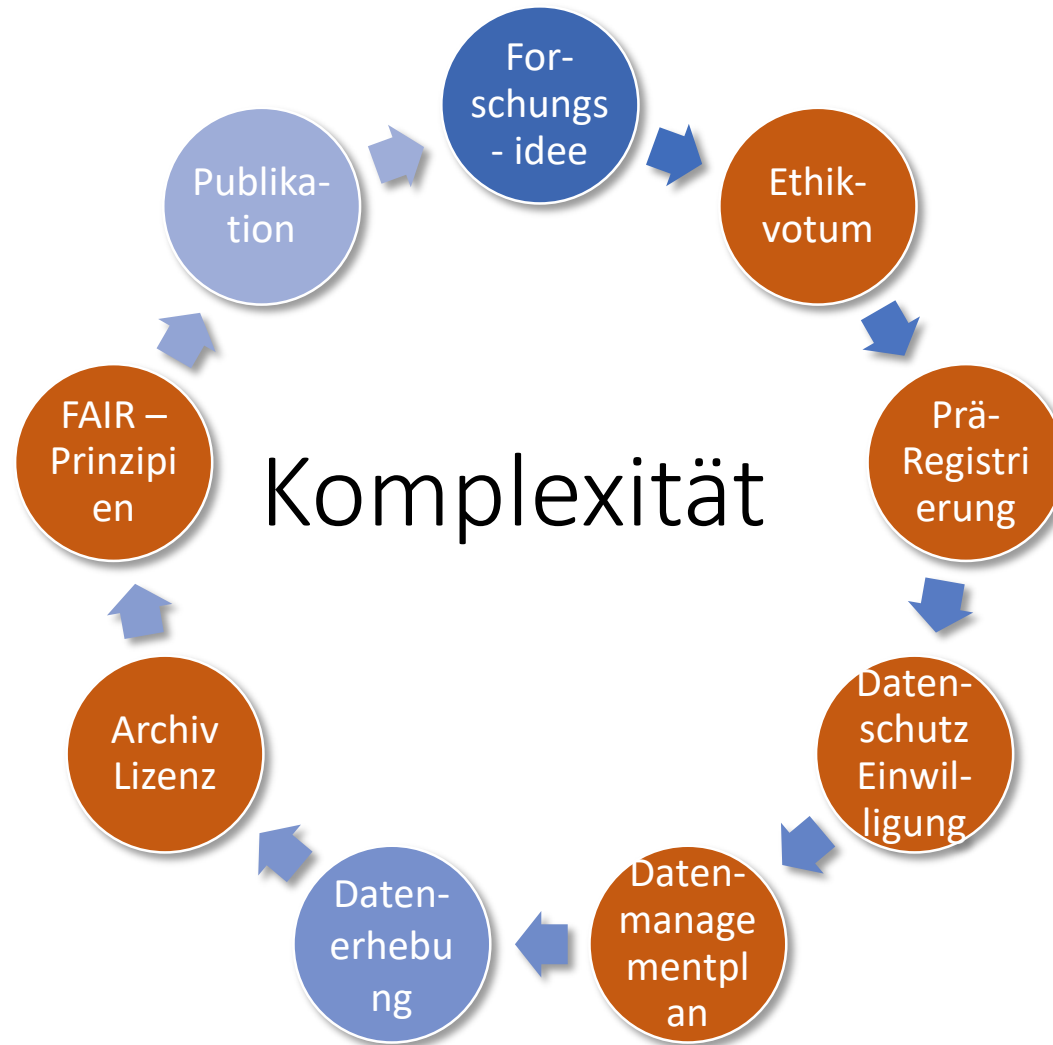 For-
schungs
- idee
Ethik-
votum
Prä-
Registri
erung
Daten-
schutz
Einwil-
ligung
Daten-
manage
mentpl
an
Daten-
erhebu
ng
Archiv
Lizenz
FAIR –
Prinzipi
en
Publika-
tion
Komplexität